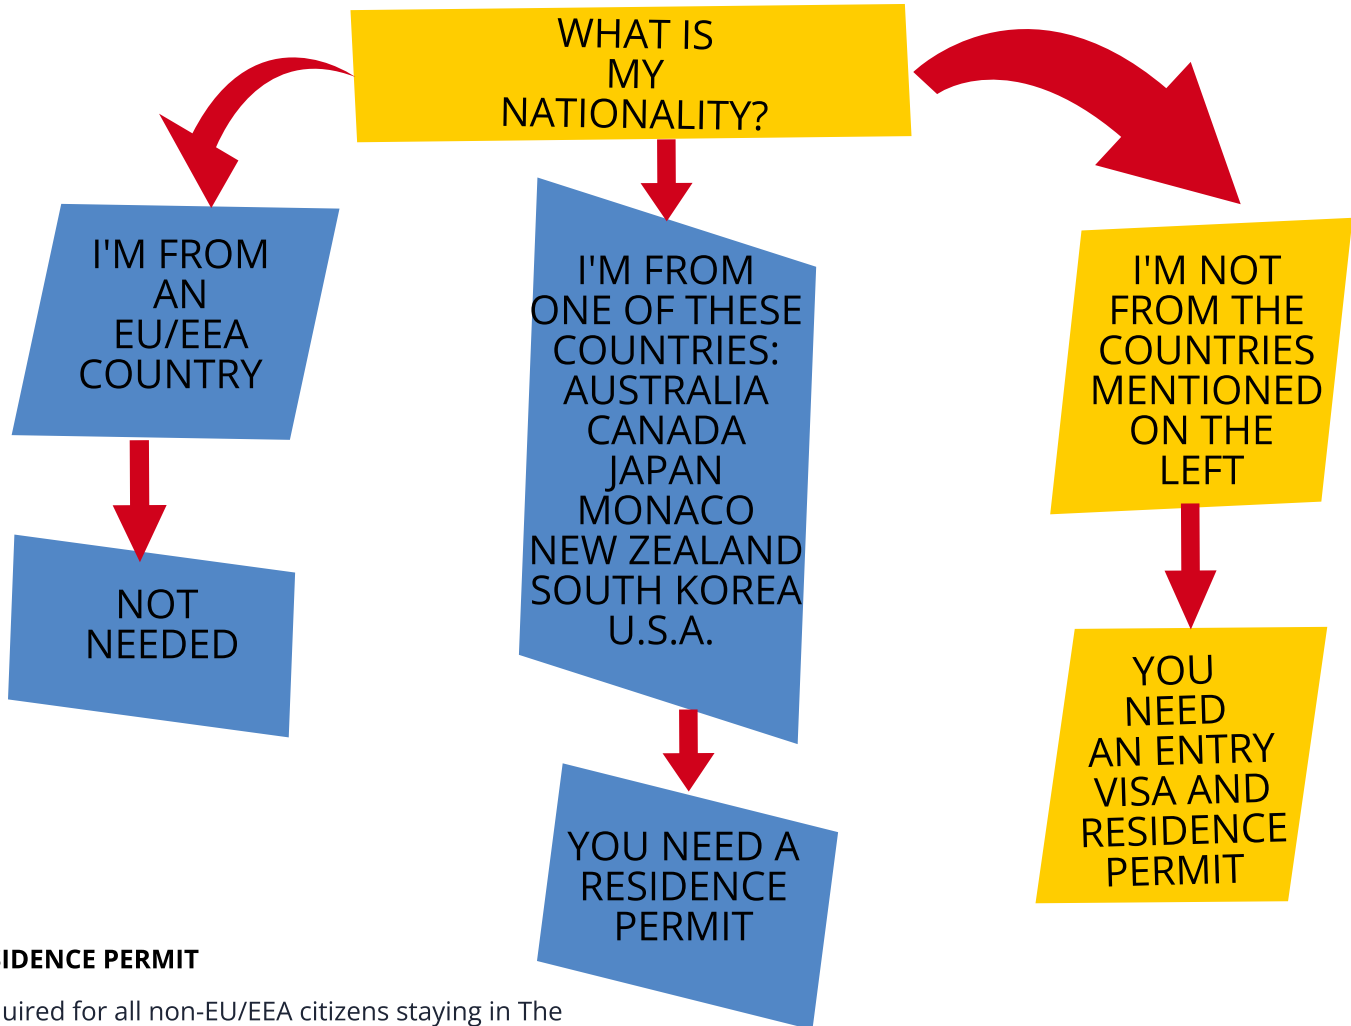 WHAT IS
MY
NATIONALITY?
I'M FROM
AN
EU/EEA
COUNTRY
NOT
NEEDED
I'M FROM
ONE OF THESE
COUNTRIES:
AUSTRALIA
CANADA
JAPAN
MONACO
NEW ZEALAND
SOUTH KOREA
U.S.A.
YOU NEED A
RESIDENCE
PERMIT
I'M NOT
FROM THE
COUNTRIES
MENTIONED
ON THE
LEFT
YOU
NEED
AN ENTRY
VISA AND
RESIDENCE
PERMIT
PERMIT
for all non-EU/EEA citizens staying in The